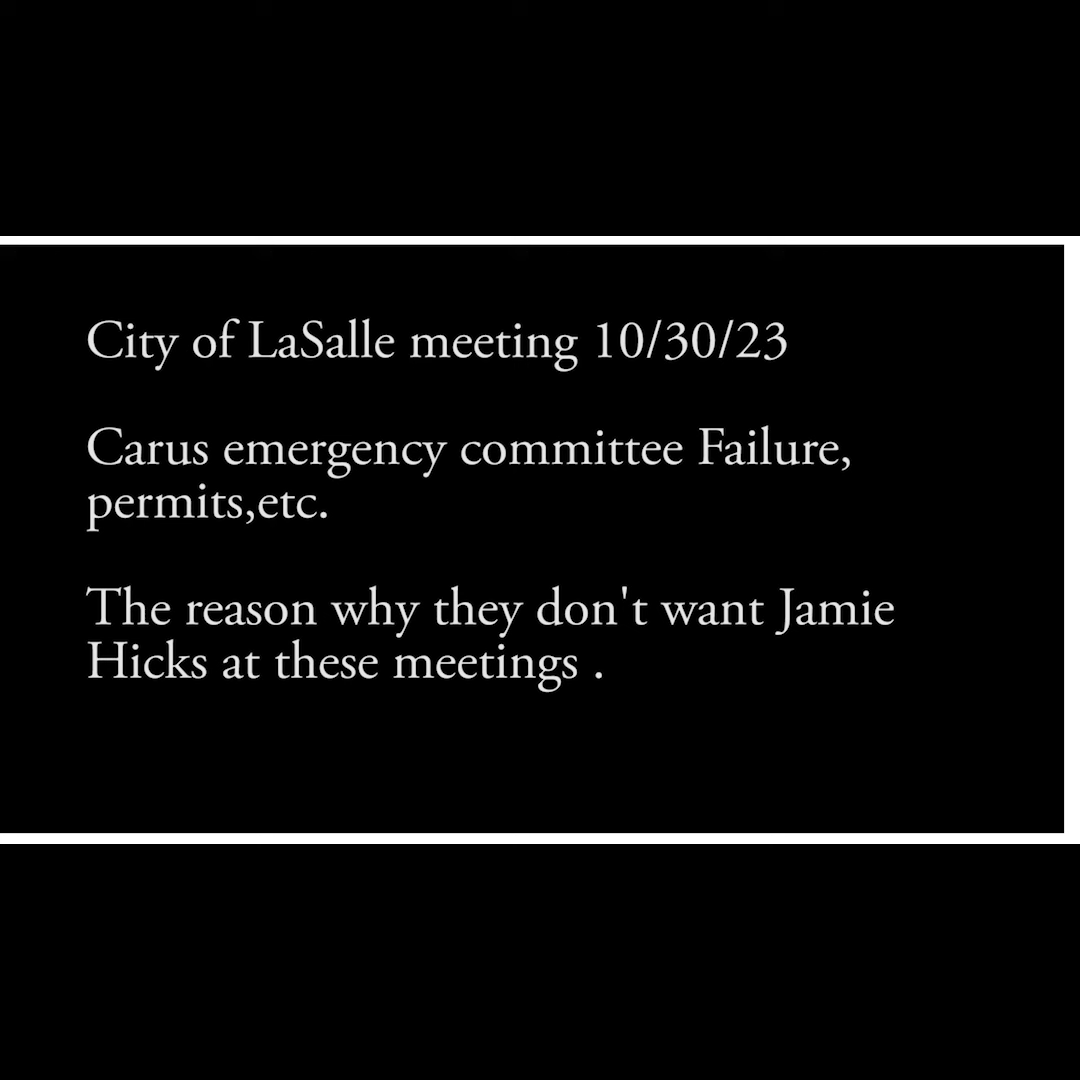 City of LaSalle meeting 10/30/23
Carus emergency committee Failure,
permits,etc.
The reason why they don't want Jamie
Hicks at these meetings .